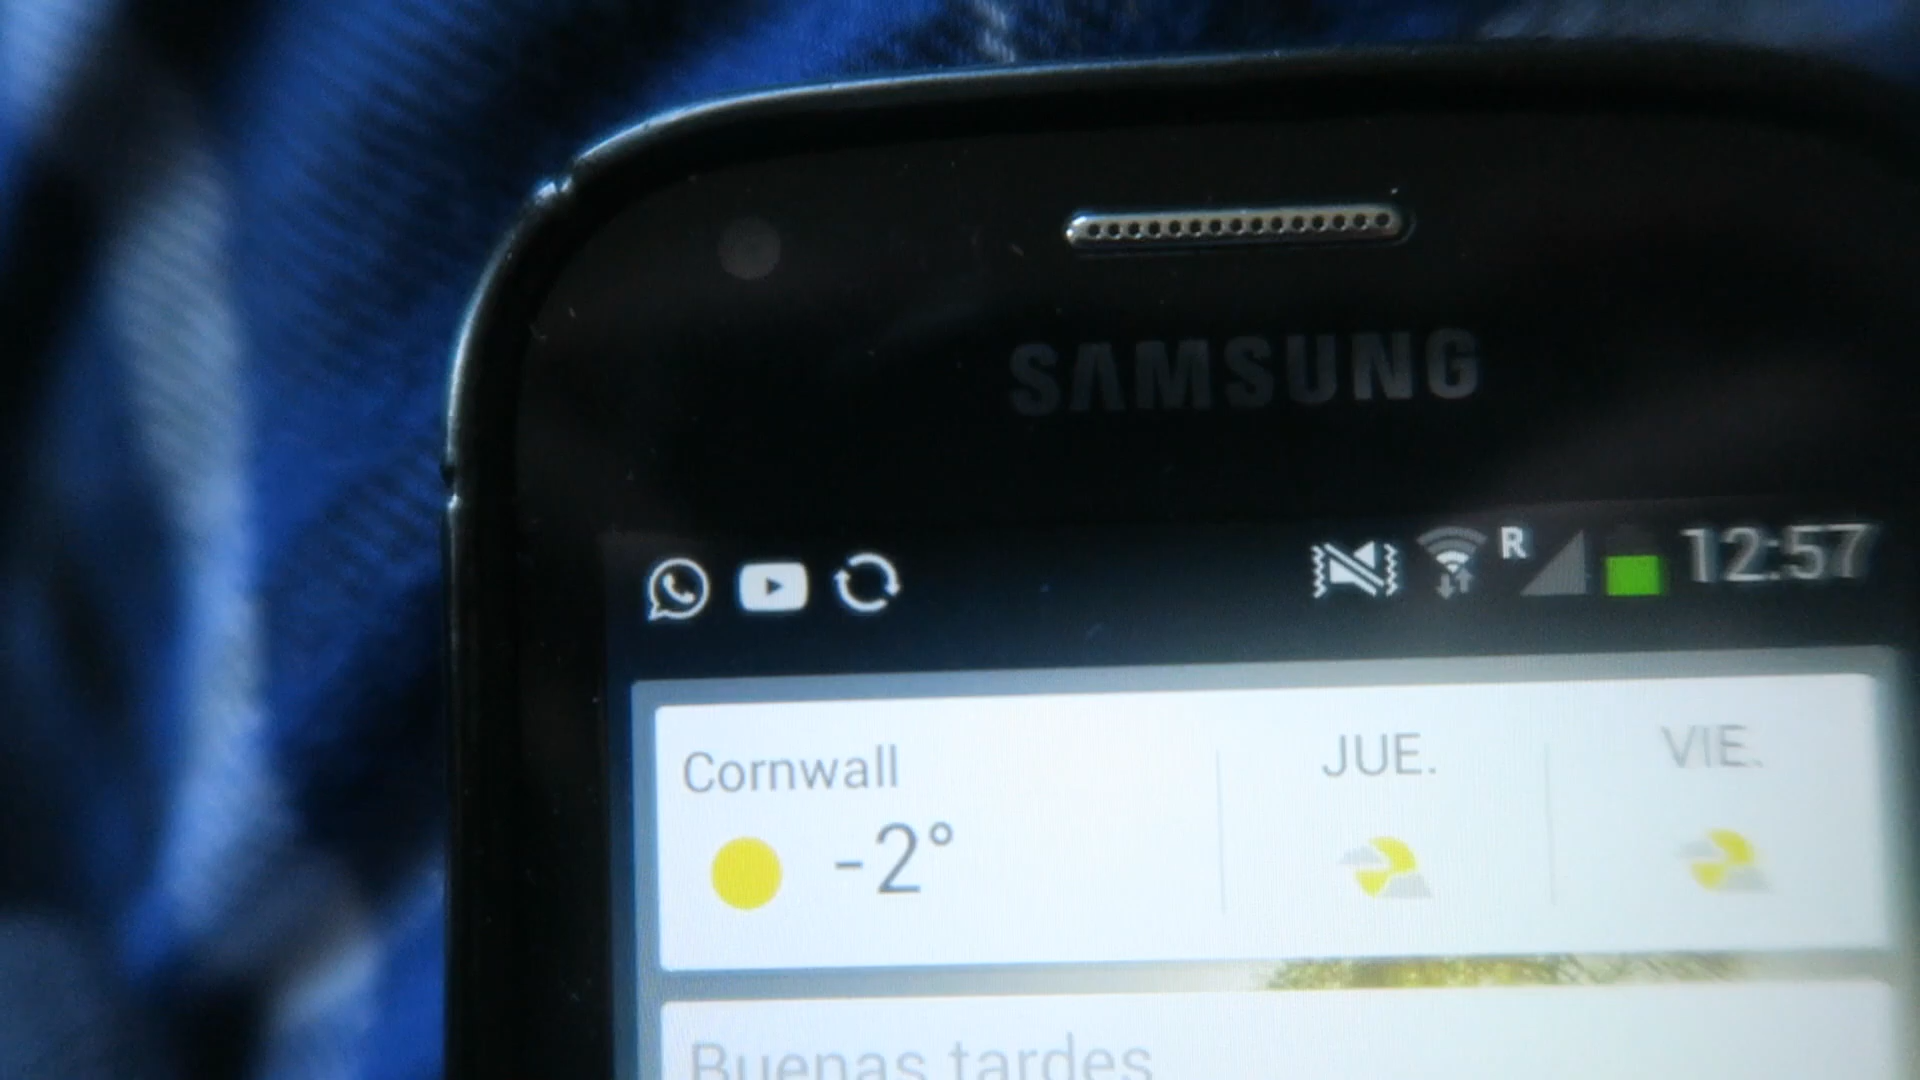 SAMSUNG
R 12:57
Cornwall JUE. VIE.
-2°
Buenas tardes